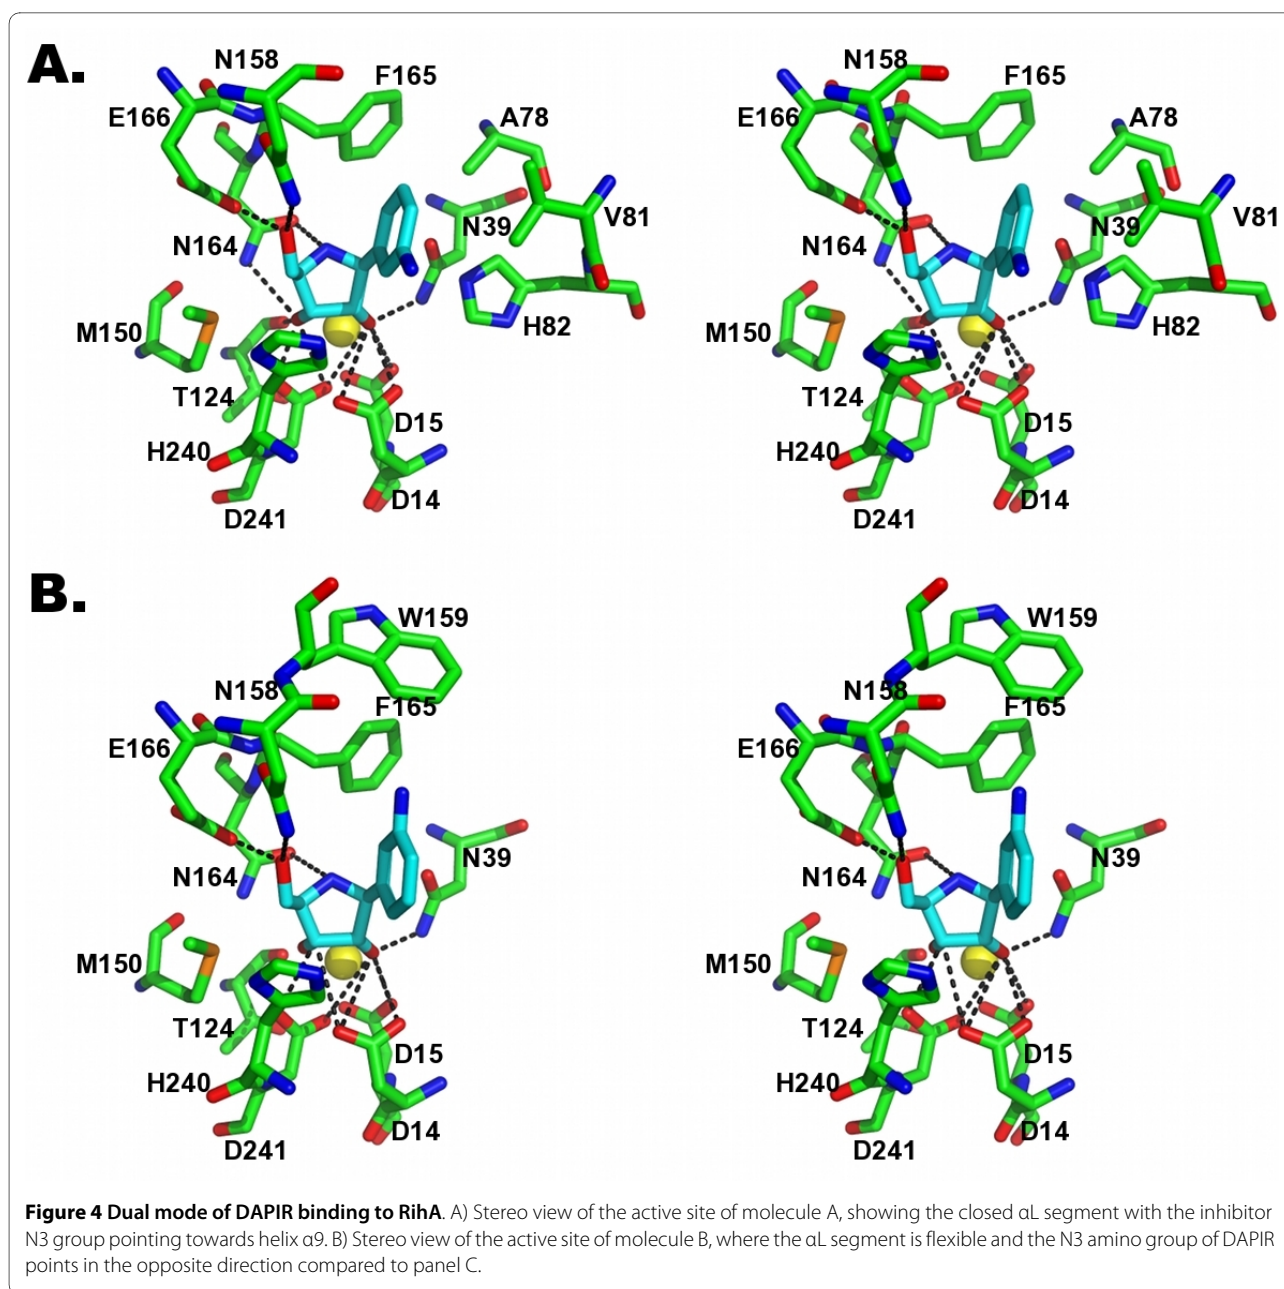 A.
N158 N158
F165 F165
E166 A78 E166 A78
V81 V81
N164 N39 N164 N39
M150 H82 M150 H82
T124 T124
D15 D15
H240 H240
D14 D14
D241 D241
B.
W159 W159
N158 N158
F165 F165
E166 E166
N164 N39 N164 N39
M150 M150
T124 T124
D15 D15
H240 H240
D14 D14
D241 D241
Figure 4 Dual mode of DAPIR binding to RihA. A) Stereo view of the active site of molecule A, showing the closed αL segment with the inhibitor
N3 group pointing towards helix α9. B) Stereo view of the active site of molecule B, where the αL segment is flexible and the N3 amino group of DAPIR
points in the opposite direction compared to panel C.